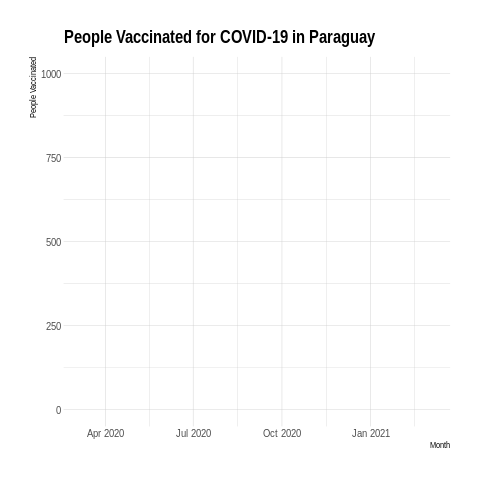 People Vaccinated for COVID-19 in Paraguay
People Vaccinated
1000
750
500
250
0
Apr 2020 Jul 2020 Oct 2020 Jan 2021
Month